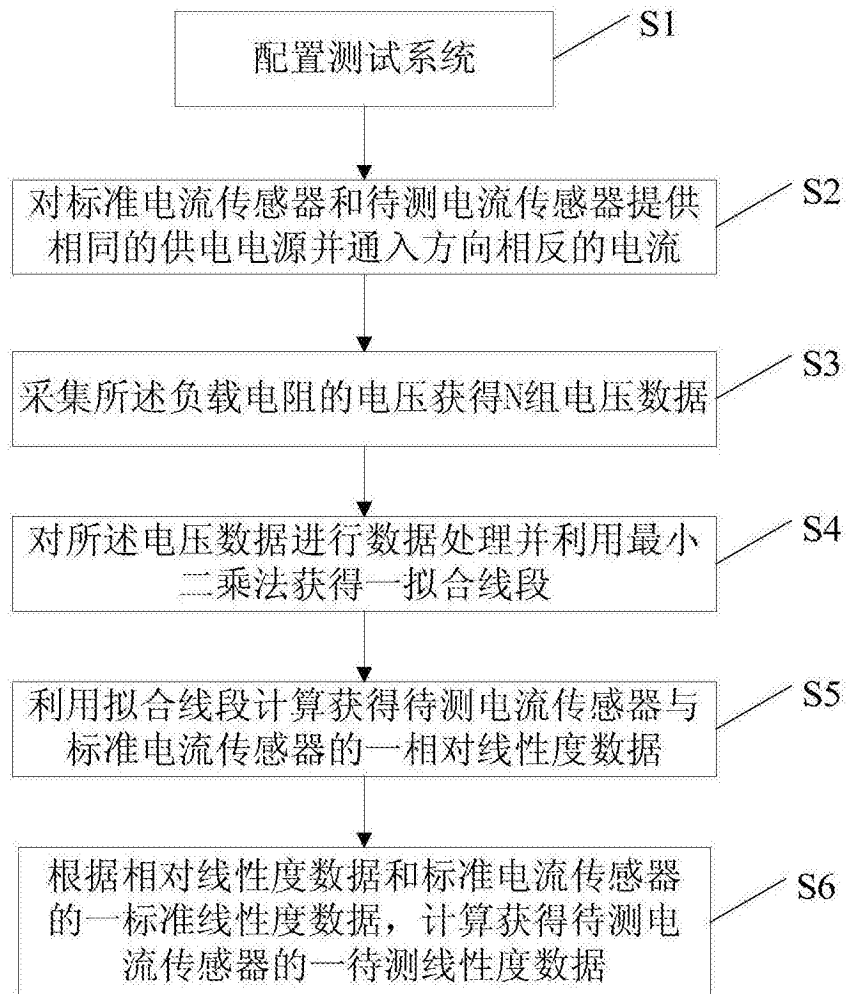 配置测试系统
S1
对标准电流传感器和待测电流传感器提供
相同的供电电源并通入方向相反的电流
S2
采集所述负载电阻的电压获得N组电压数据
S3
对所述电压数据进行数据处理并利用最小
二乘法获得一拟合线段
S4
利用拟合线段计算获得待测电流传感器与
标准电流传感器的一相对线性度数据
S5
根据相对线性度数据和标准电流传感器
的一标准线性度数据，计算获得待测电
流传感器的一待测线性度数据
S6